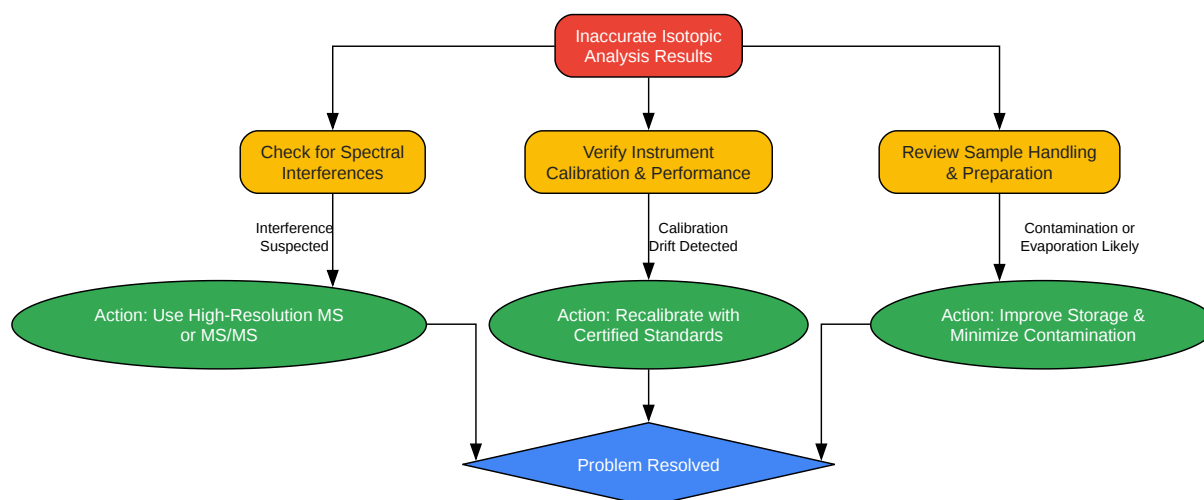 Inaccurate Isotopic
Analysis Results
Check for Spectral
Interferences
Verify Instrument
Calibration & Performance
Review Sample Handling
& Preparation
Interference
Suspected
Calibration
Drift Detected
Contamination or
Evaporation Likely
Action: Use High-Resolution MS
or MS/MS
Action: Recalibrate with
Certified Standards
Action: Improve Storage &
Minimize Contamination
Problem Resolved